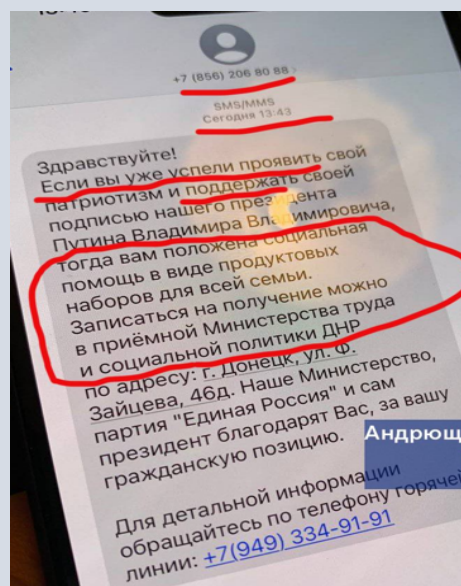 +7 (856) 206 80 88
SMS/MMS
Сегодня 13:43
Здравствуйте!
Если вы уже успели проявить свой
патриотизм и поддержать своей
подписью нашего президента
Путина Владимира Владимировича,
тогда вам положена социальная
помощь в виде продуктовых
наборов для всей семьи.
Записаться на получение можно
в приёмной Министерства труда
и социальной политики ДНР
по адресу: г. Донецк, ул. Ф.
Зайцева, 46д. Наше Министерство,
партия "Единая Россия" и сам
президент благодарят Вас, за вашу
гражданскую позицию.
Андрющ
Для детальной информации
обращайтесь по телефону горячей
линии: +7(949) 334-91-91